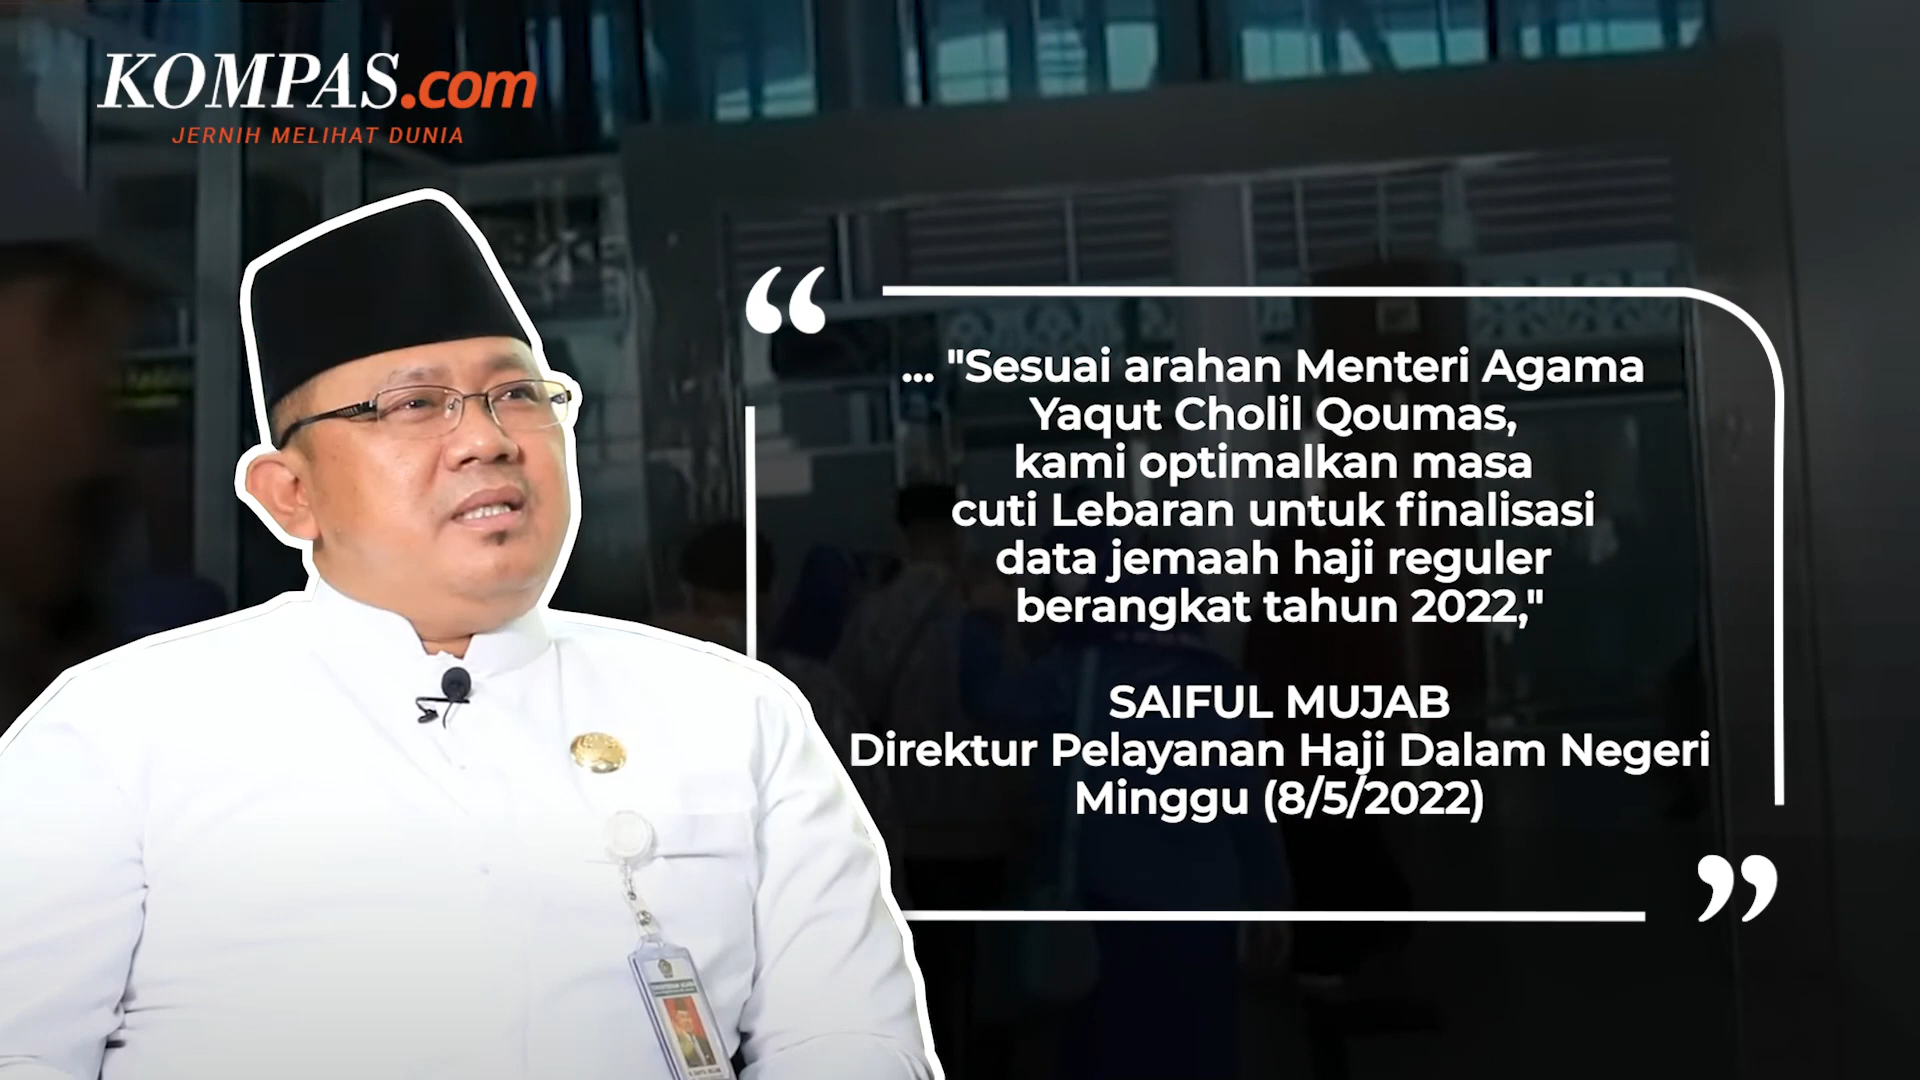 KOMPAS.com
JERNIH MELIHAT DUNIA
“
... "Sesuai arahan Menteri Agama
Yaqut Cholil Qoumas,
kami optimalkan masa
cuti Lebaran untuk finalisasi
data jemaah haji reguler
berangkat tahun 2022,"
SAIFUL MUJAB
Direktur Pelayanan Haji Dalam Negeri
Minggu (8/5/2022)
”